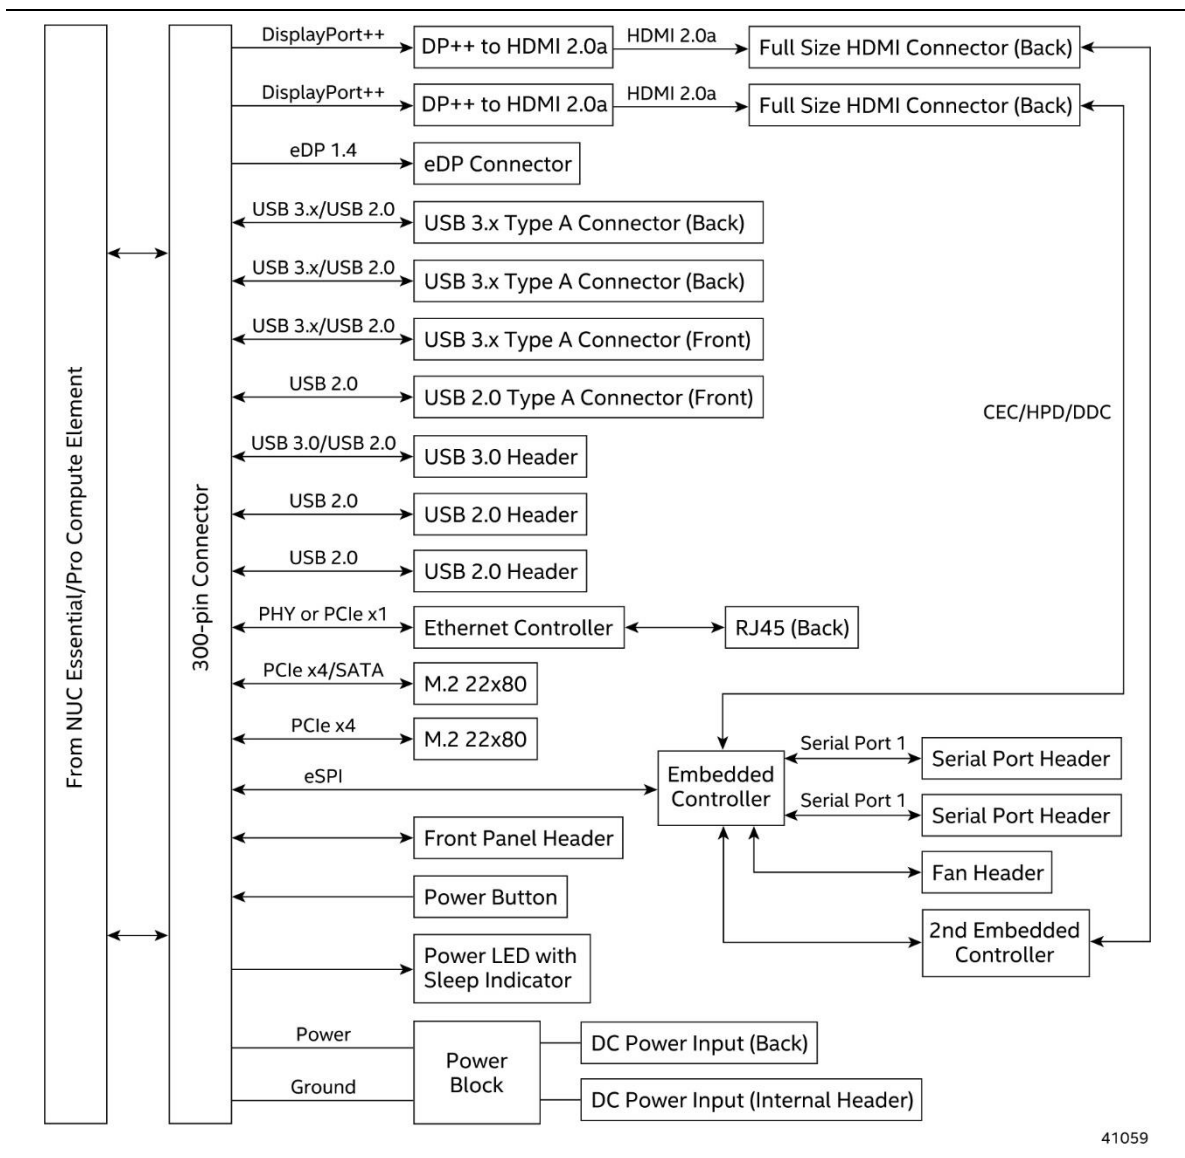 From NUC Essential/Pro Compute Element
300-pin Connector
DisplayPort++
DP++ to HDMI 2.0a
HDMI 2.0a
Full Size HDMI Connector (Back)
DisplayPort++
DP++ to HDMI 2.0a
HDMI 2.0a
Full Size HDMI Connector (Back)
eDP 1.4
eDP Connector
USB 3.x/USB 2.0
USB 3.x Type A Connector (Back)
USB 3.x/USB 2.0
USB 3.x Type A Connector (Back)
USB 3.x/USB 2.0
USB 3.x Type A Connector (Front)
USB 2.0
USB 2.0 Type A Connector (Front)
CEC/HPD/DDC
USB 3.0/USB 2.0
USB 3.0 Header
USB 2.0
USB 2.0 Header
USB 2.0
USB 2.0 Header
PHY or PCIe x1
Ethernet Controller
RJ45 (Back)
PCIe x4/SATA
M.2 22x80
PCIe x4
M.2 22x80
eSPI
Embedded
Controller
Serial Port 1
Serial Port Header
Serial Port 1
Serial Port Header
Front Panel Header
Fan Header
Power Button
2nd Embedded
Controller
Power LED with
Sleep Indicator
Power
Ground
Power
Block
DC Power Input (Back)
DC Power Input (Internal Header)
41059